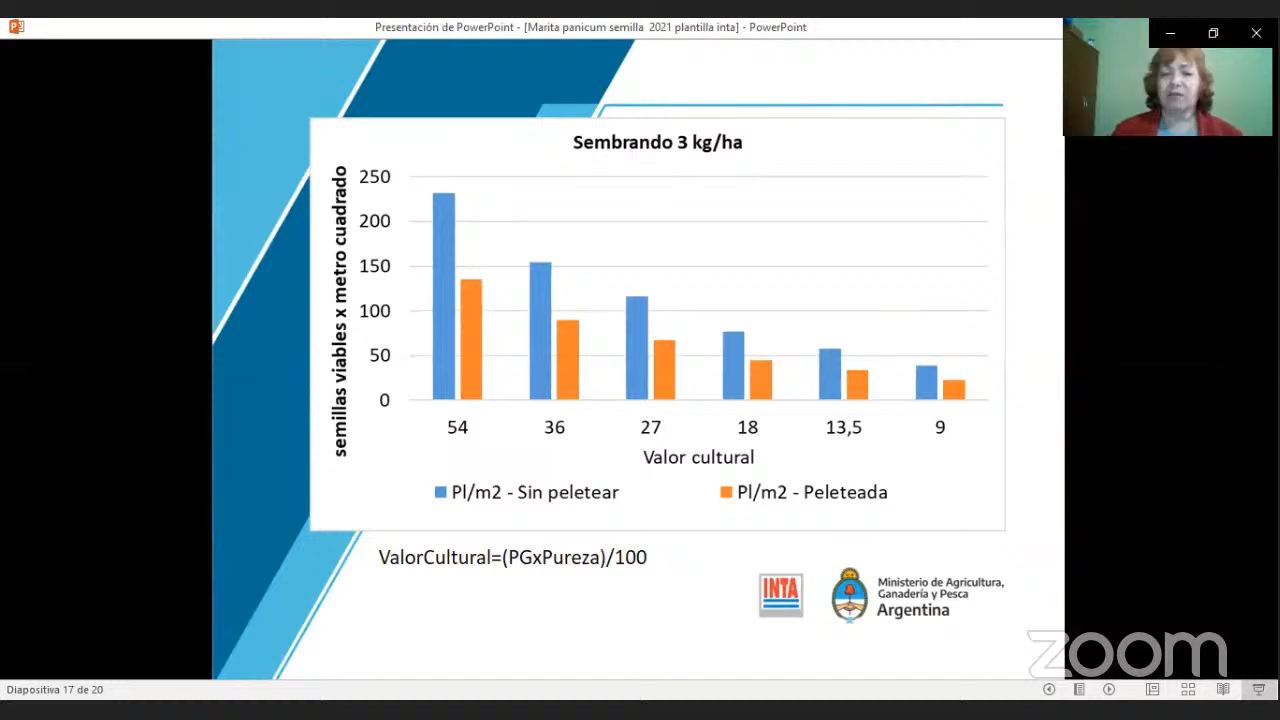 Presentación de PowerPoint - [Marita panicum semilla 2021 plantilla inta] - PowerPoint
Sembrando 3 kg/ha
semillas viables x metro cuadrado
250
200
150
100
50
0
54 36 27 18 13,5 9
Valor cultural
Pl/m2 - Sin peletear Pl/m2 - Peleteada
ValorCultural=(PGxPureza)/100
INTA
Ministerio de Agricultura,
Ganadería y Pesca
Argentina
zoom
Diapositiva 17 de 20